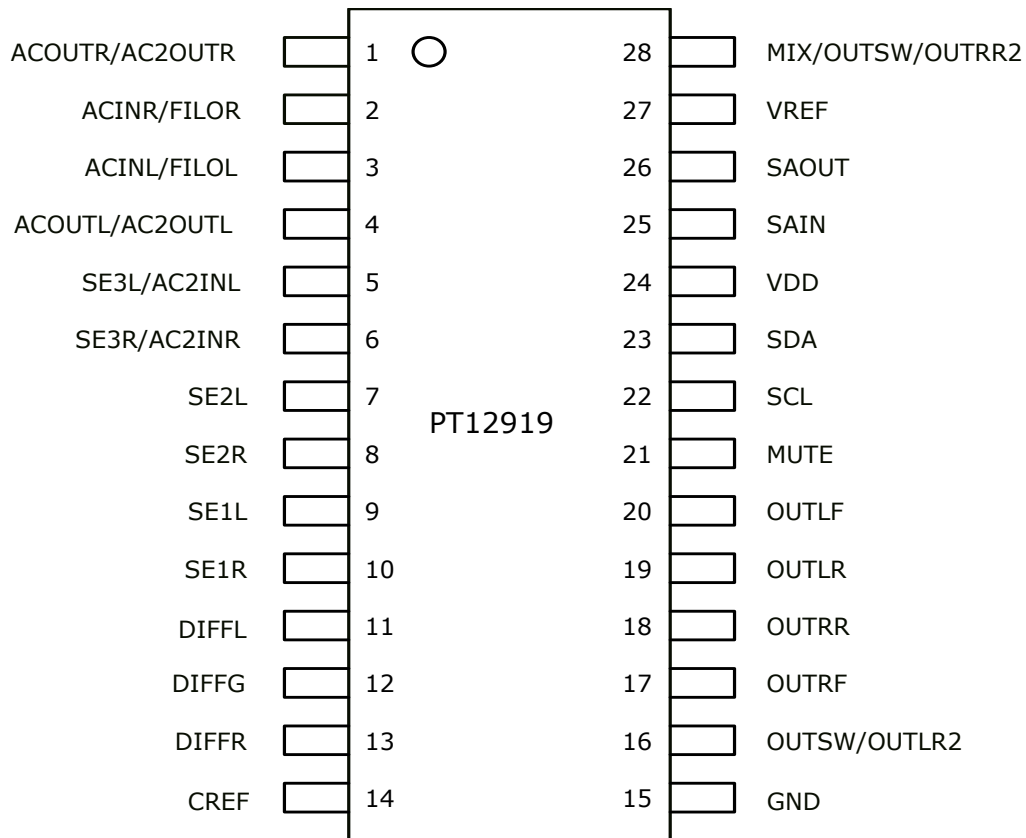 ACOUTR/AC2OUTR 1 28 MIX/OUTSW/OUTRR2
ACINR/FILOR 2 27 VREF
ACINL/FILOL 3 26 SAOUT
ACOUTL/AC2OUTL 4 25 SAIN
SE3L/AC2INL 5 24 VDD
SE3R/AC2INR 6 23 SDA
SE2L 7 22 SCL
PT12919
SE2R 8 21 MUTE
SE1L 9 20 OUTLF
SE1R 10 19 OUTLR
DIFFL 11 18 OUTRR
DIFFG 12 17 OUTRF
DIFFR 13 16 OUTSW/OUTLR2
CREF 14 15 GND